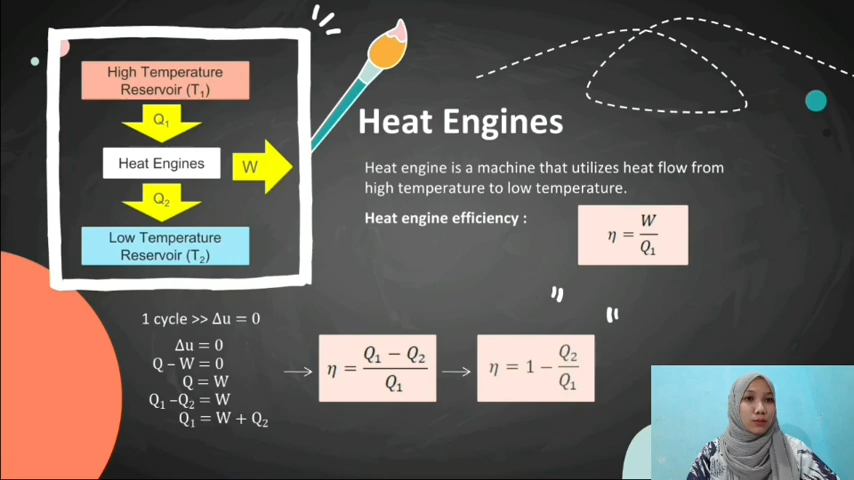 High Temperature
Reservoir (T₁)
Q₁
Heat Engines
W
Q₂
Low Temperature
Reservoir (T₂)
Heat Engines
Heat engine is a machine that utilizes heat flow from
high temperature to low temperature.
Heat engine efficiency :
η = W/Q₁
1 cycle >> Δu = 0
Δu = 0
Q – W = 0
Q = W
Q₁ –Q₂ = W
Q₁ = W + Q₂
η = (Q₁ − Q₂)/Q₁
η = 1 − Q₂/Q₁